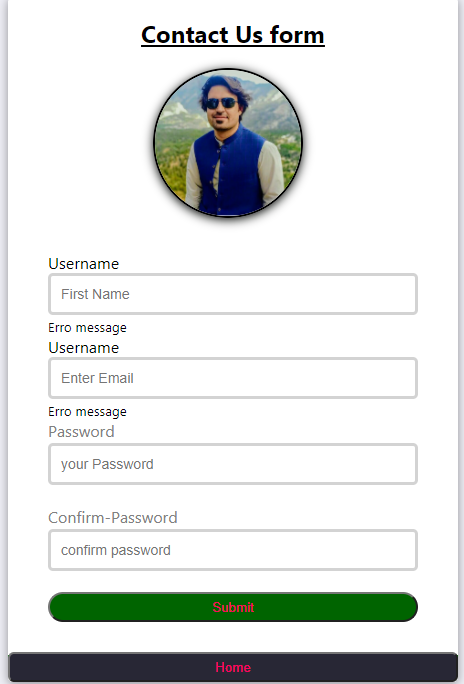 Contact Us form
Username
First Name
Erro message
Username
Enter Email
Erro message
Password
your Password
Confirm-Password
confirm password
Submit
Home